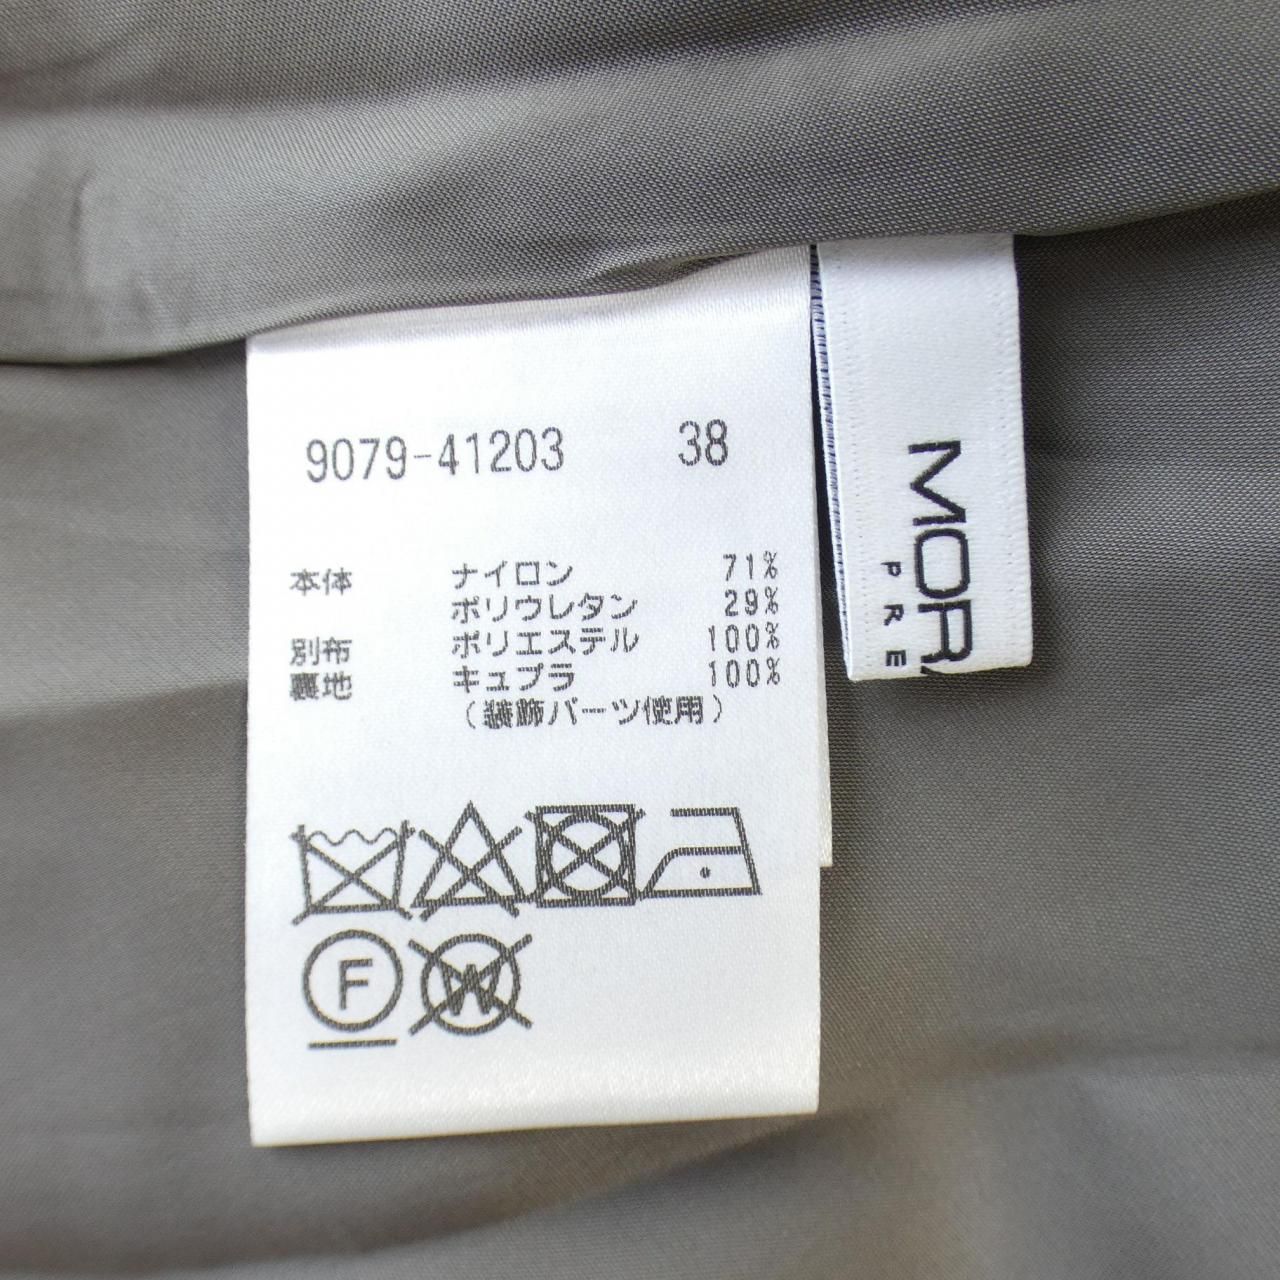 9079-41203 38
本体 ナイロン 71%
ポリウレタン 29%
別布 ポリエステル 100%
裏地 キュプラ 100%
(装飾パーツ使用)
F
W
MOR
PRE